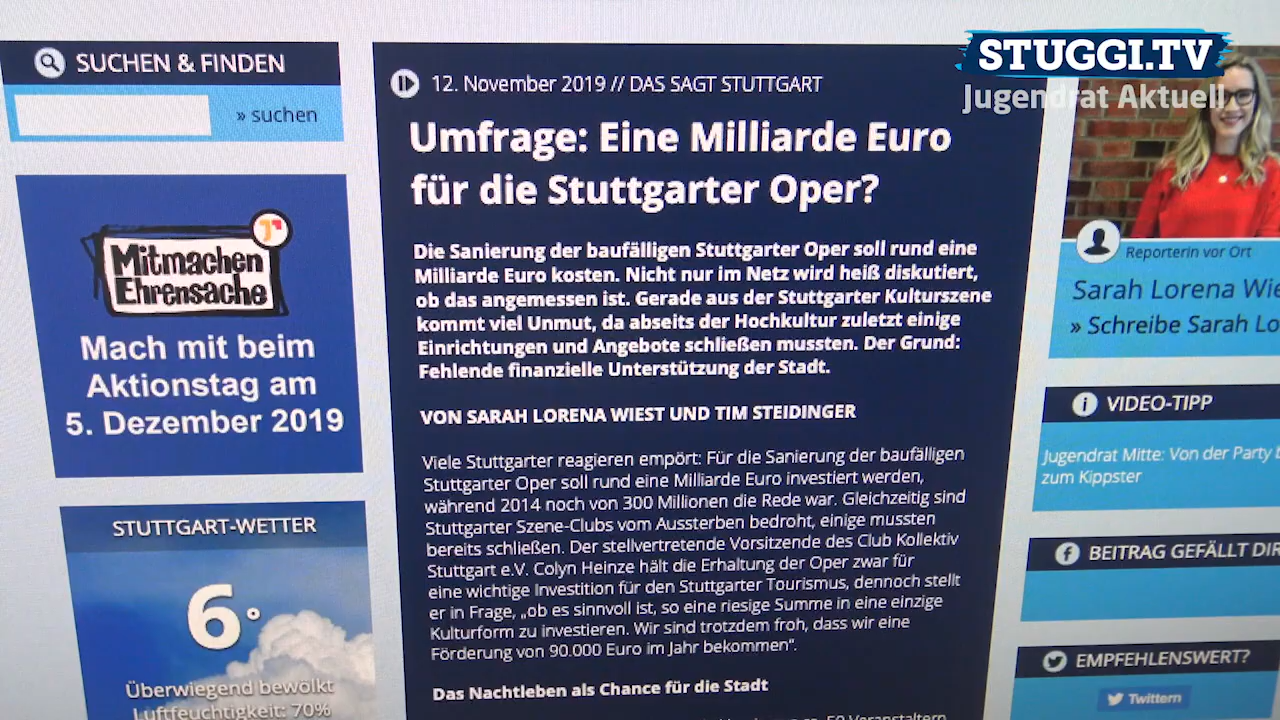 STUGGI.TV
Jugendrat Aktuell
SUCHEN & FINDEN
» suchen
Mitmachen
Ehrensache
Mach mit beim
Aktionstag am
5. Dezember 2019
STUTTGART-WETTER
6°
Überwiegend bewölkt
Luftfeuchtigkeit: 70%
12. November 2019 // DAS SAGT STUTTGART
Umfrage: Eine Milliarde Euro
für die Stuttgarter Oper?
Die Sanierung der baufälligen Stuttgarter Oper soll rund eine
Milliarde Euro kosten. Nicht nur im Netz wird heiß diskutiert,
ob das angemessen ist. Gerade aus der Stuttgarter Kulturszene
kommt viel Unmut, da abseits der Hochkultur zuletzt einige
Einrichtungen und Angebote schließen mussten. Der Grund:
Fehlende finanzielle Unterstützung der Stadt.
VON SARAH LORENA WIEST UND TIM STEIDINGER
Viele Stuttgarter reagieren empört: Für die Sanierung der baufälligen
Stuttgarter Oper soll rund eine Milliarde Euro investiert werden,
während 2014 noch von 300 Millionen die Rede war. Gleichzeitig sind
Stuttgarter Szene-Clubs vom Aussterben bedroht, einige mussten
bereits schließen. Der stellvertretende Vorsitzende des Club Kollektiv
Stuttgart e.V. Colyn Heinze hält die Erhaltung der Oper zwar für
eine wichtige Investition für den Stuttgarter Tourismus, dennoch stellt
er in Frage, „ob es sinnvoll ist, so eine riesige Summe in eine einzige
Kulturform zu investieren. Wir sind trotzdem froh, dass wir eine
Förderung von 90.000 Euro im Jahr bekommen“.
Das Nachtleben als Chance für die Stadt
50 Veranstaltern
Reporterin vor Ort
Sarah Lorena Wie
» Schreibe Sarah Lo
VIDEO-TIPP
Jugendrat Mitte: Von der Party b
zum Kippster
BEITRAG GEFÄLLT DIR
EMPFEHLENSWERT?
Twittern